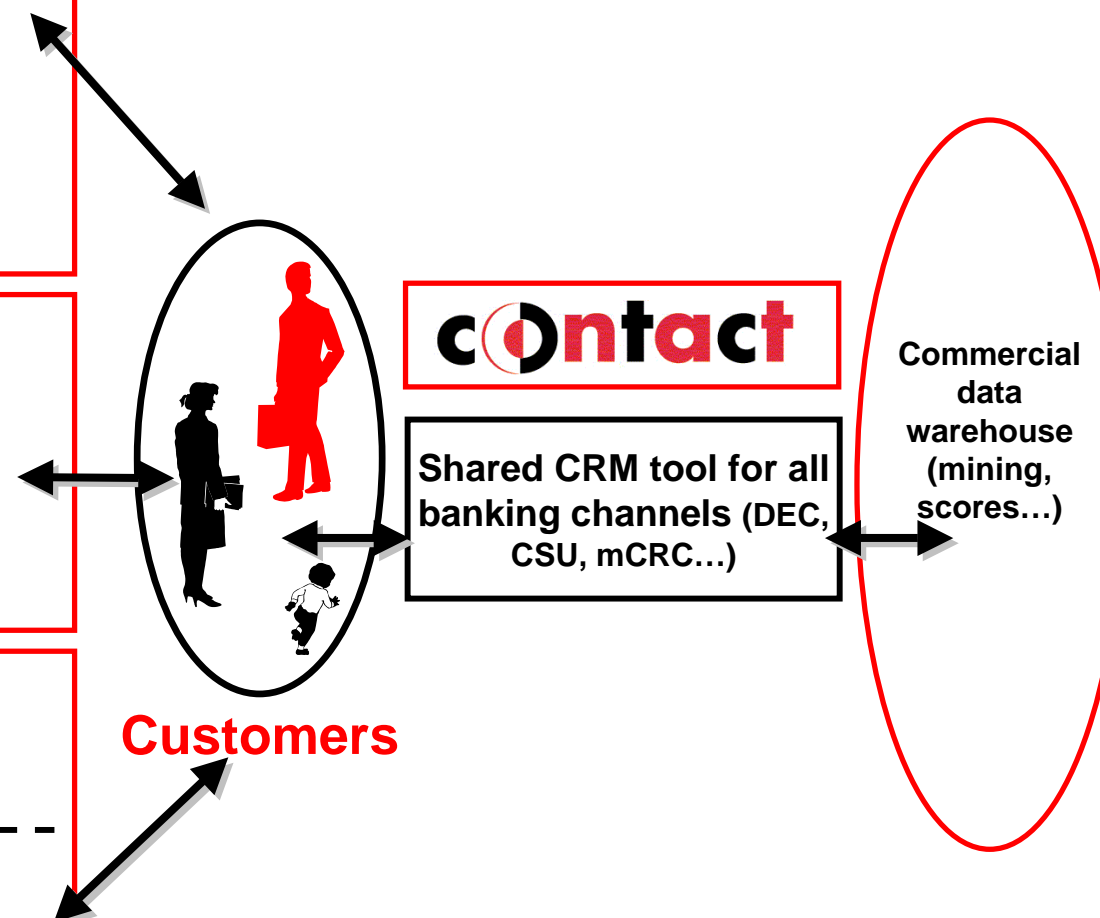 contact
Shared CRM tool for all
banking channels (DEC,
CSU, mCRC…)
Commercial
data
warehouse
(mining,
scores…)
Customers